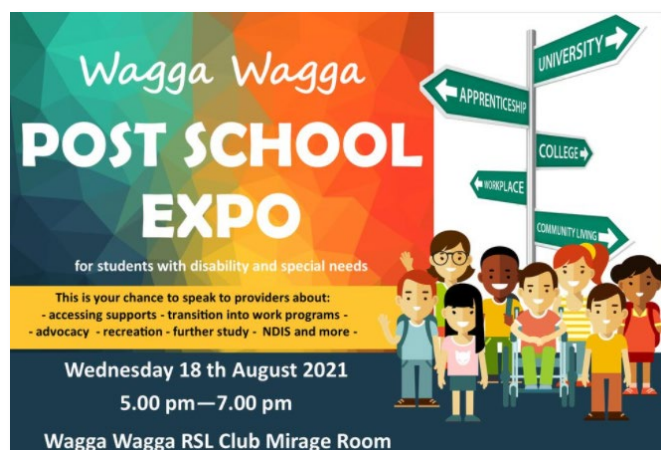 Wagga Wagga
POST SCHOOL
EXPO
for students with disability and special needs
This is your chance to speak to providers about:
- accessing supports - transition into work programs -
- advocacy - recreation - further study - NDIS and more -
Wednesday 18 th August 2021
5.00 pm—7.00 pm
Wagga Wagga RSL Club Mirage Room
UNIVERSITY
APPRENTICESHIP
COLLEGE
WORKPLACE
COMMUNITY LIVING